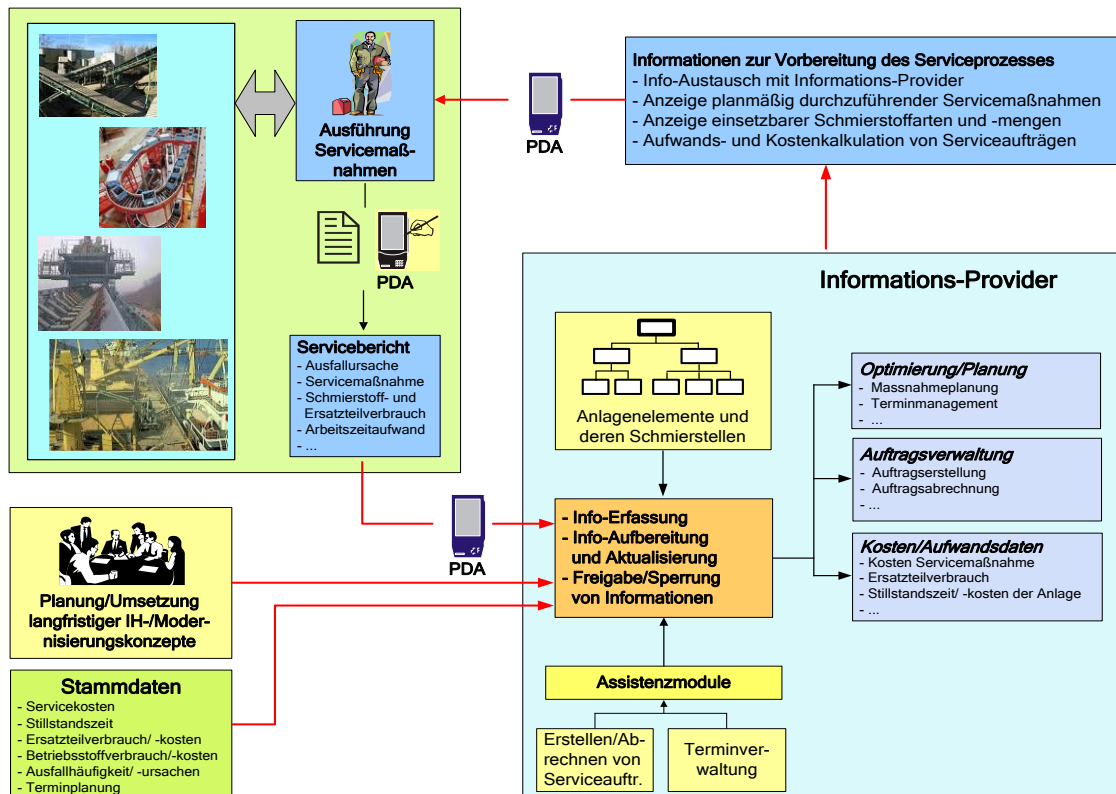 Ausführung
Servicemaß-
nahmen
PDA
Servicebericht
- Ausfallursache
- Servicemaßnahme
- Schmierstoff- und
Ersatzteilverbrauch
- Arbeitszeitaufwand
- ...
PDA
Informationen zur Vorbereitung des Serviceprozesses
- Info-Austausch mit Informations-Provider
- Anzeige planmäßig durchzuführender Servicemaßnahmen
- Anzeige einsetzbarer Schmierstoffarten und -mengen
- Aufwands- und Kostenkalkulation von Serviceaufträgen
Informations-Provider
Anlagenelemente und
deren Schmierstellen
- Info-Erfassung
- Info-Aufbereitung
und Aktualisierung
- Freigabe/Sperrung
von Informationen
Optimierung/Planung
- Massnahmeplanung
- Terminmanagement
- ...
Auftragsverwaltung
- Auftragserstellung
- Auftragsabrechnung
- ...
Kosten/Aufwandsdaten
- Kosten Servicemaßnahme
- Ersatzteilverbrauch
- Stillstandszeit/ -kosten der Anlage
- ...
Assistenzmodule
Erstellen/Ab-
rechnen von
Serviceauftr.
Terminver-
waltung
PDA
Planung/Umsetzung
langfristiger IH-/Moder-
nisierungskonzepte
Stammdaten
- Servicekosten
- Stillstandszeit
- Ersatzteilverbrauch/ -kosten
- Betriebsstoffverbrauch/-kosten
- Ausfallhäufigkeit/ -ursachen
- Terminplanung